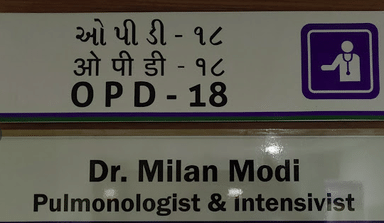 ઓ પી ડી - ૧૮
ओ पी डी - १८
OPD - 18
Dr. Milan Modi
Pulmonologist & Intensivist